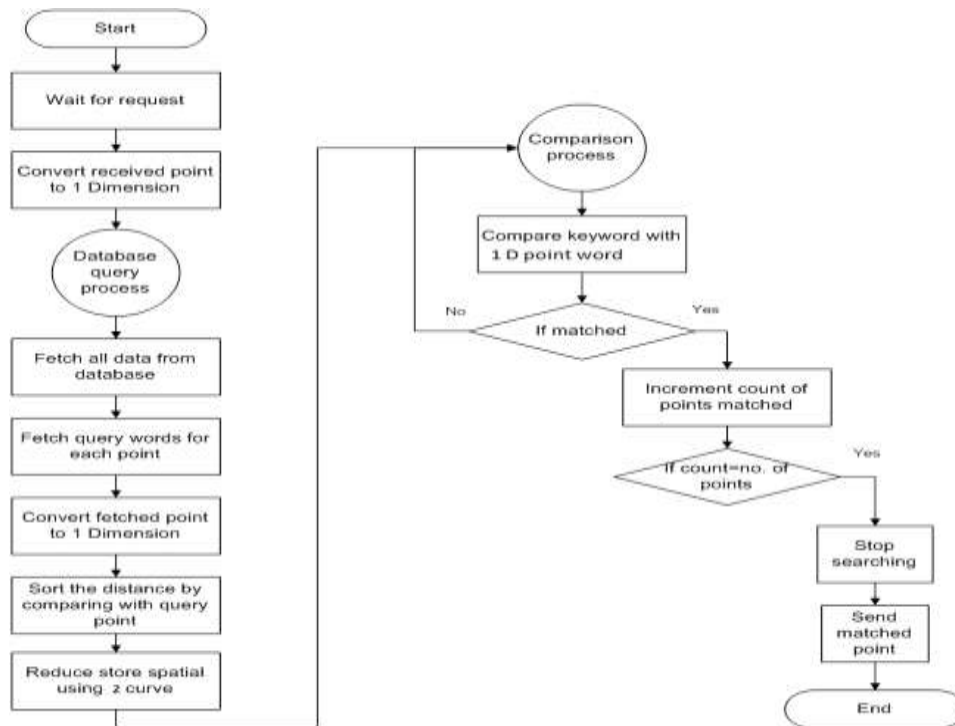 Start
Wait for request
Convert received point
to 1 Dimension
Database
query
process
Fetch all data from
database
Fetch query words for
each point
Convert fetched point
to 1 Dimension
Sort the distance by
comparing with query
point
Reduce store spatial
using z curve
Comparison
process
Compare keyword with
1 D point word
No
If matched
Yes
Increment count of
points matched
If count=no. of
points
Yes
Stop
searching
Send
matched
point
End